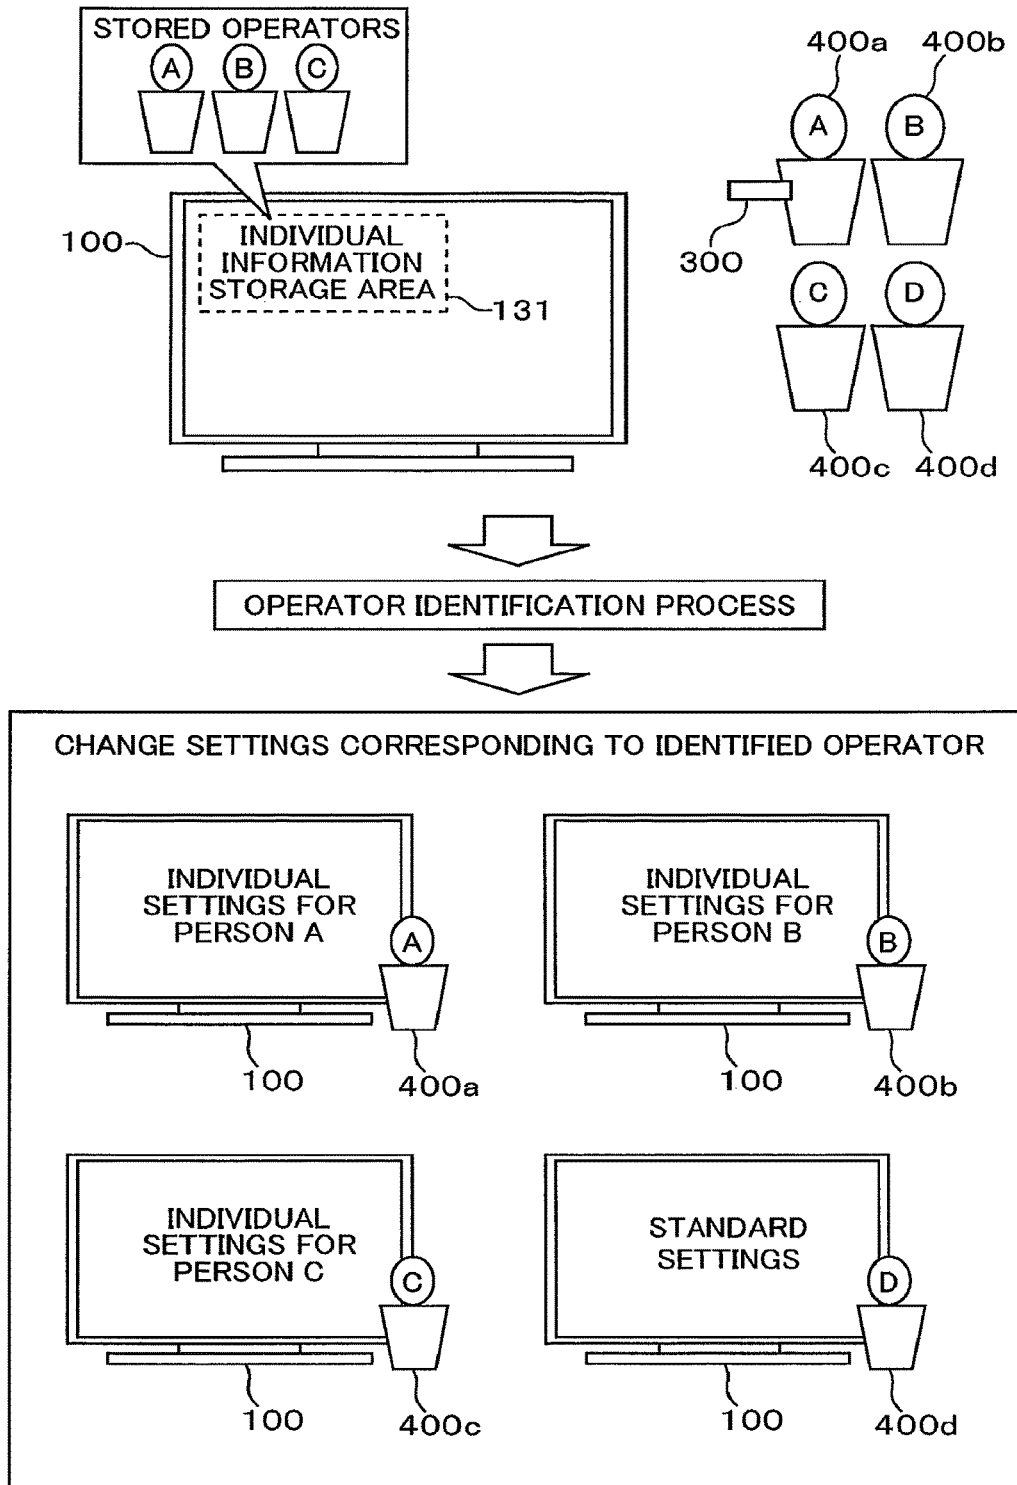 STORED OPERATORS
A B C
400a 400b
A B
100
INDIVIDUAL
INFORMATION
STORAGE AREA
131
300
C D
400c 400d
OPERATOR IDENTIFICATION PROCESS
CHANGE SETTINGS CORRESPONDING TO IDENTIFIED OPERATOR
INDIVIDUAL
SETTINGS FOR
PERSON A
A
100
400a
INDIVIDUAL
SETTINGS FOR
PERSON B
B
100
400b
INDIVIDUAL
SETTINGS FOR
PERSON C
C
100
400c
STANDARD
SETTINGS
D
100
400d